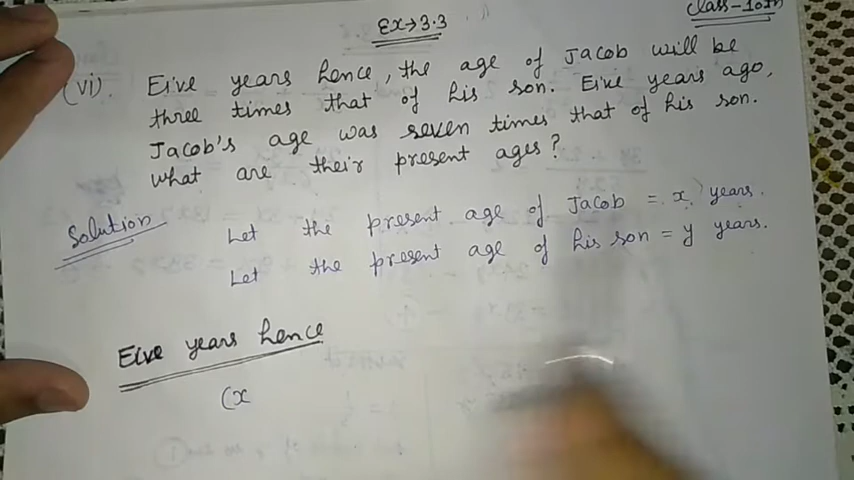 Ex→3.3
Class-10th
(vi). Five years hence, the age of Jacob will be
three times that of his son. Five years ago,
Jacob's age was seven times that of his son.
what are their present ages?
Solution
Let the present age of Jacob = x years.
Let the present age of his son = y years.
Five years hence
(x